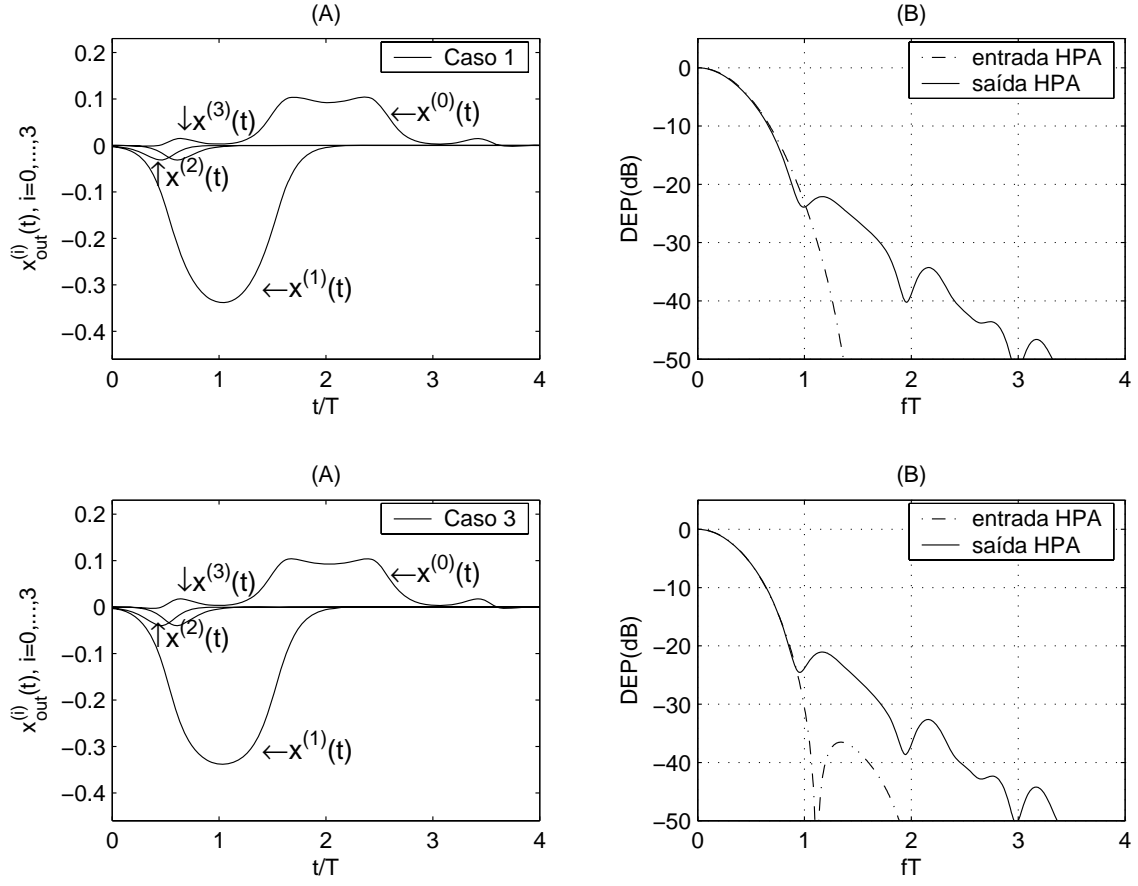 (A)
x_out^(i)(t), i=0,...,3
0.2
0.1
0
−0.1
−0.2
−0.3
−0.4
Caso 1
↓x^(3)(t)
←x^(0)(t)
↑x^(2)(t)
←x^(1)(t)
0 1 2 3 4
t/T
(B)
DEP(dB)
0
−10
−20
−30
−40
−50
entrada HPA
saída HPA
0 1 2 3 4
fT
(A)
x_out^(i)(t), i=0,...,3
0.2
0.1
0
−0.1
−0.2
−0.3
−0.4
Caso 3
↓x^(3)(t)
←x^(0)(t)
↑x^(2)(t)
←x^(1)(t)
0 1 2 3 4
t/T
(B)
DEP(dB)
0
−10
−20
−30
−40
−50
entrada HPA
saída HPA
0 1 2 3 4
fT